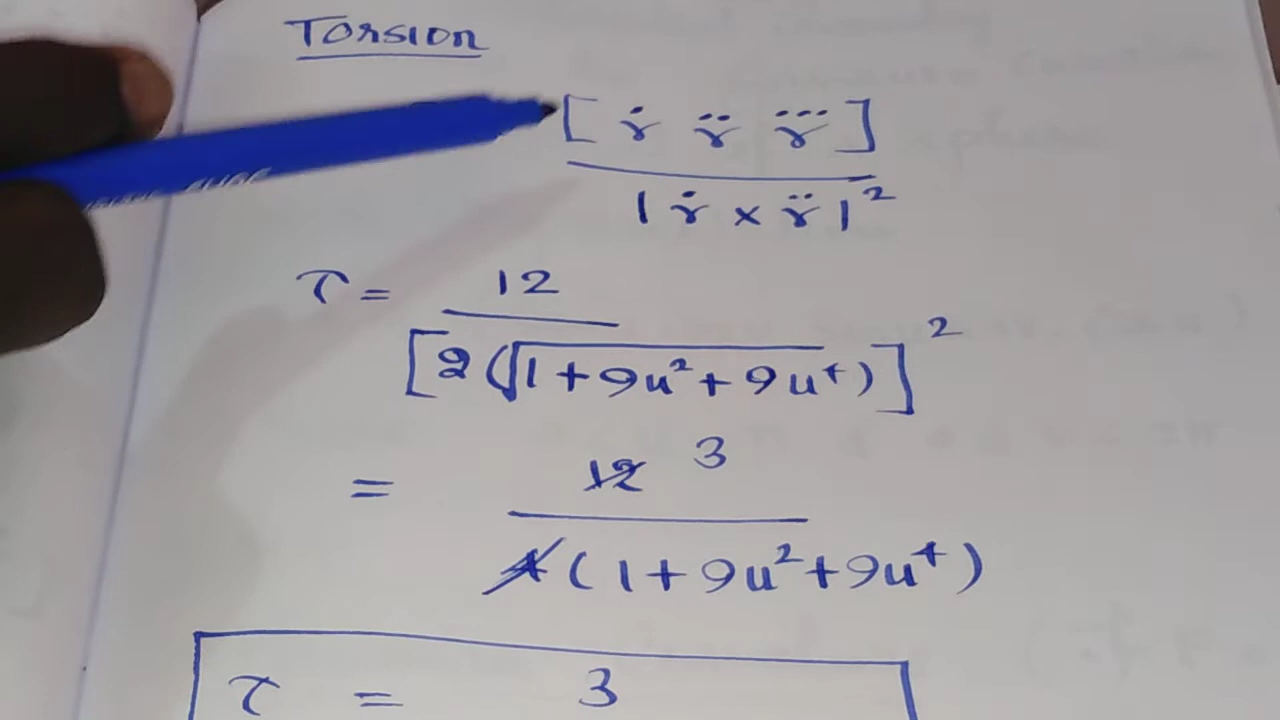 Torsion
[ ṙ r̈ r⃛ ]
|ṙ × r̈|²
τ = 12
[2(√1+9u²+9u⁴)]²
= 12 3
4(1+9u²+9u⁴)
τ = 3